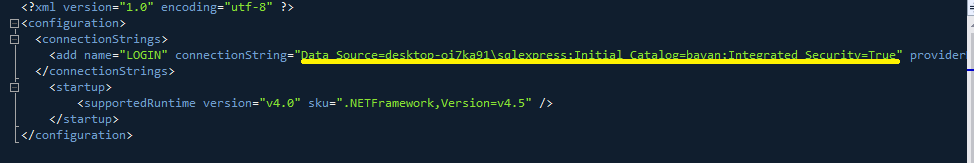 <?xml version="1.0" encoding="utf-8" ?>
<configuration>
<connectionStrings>
<add name="LOGIN" connectionString="Data Source=desktop-oi7ka91\sqlexpress;Initial Catalog=bayan;Integrated Security=True" provider
</connectionStrings>
<startup>
<supportedRuntime version="v4.0" sku=".NETFramework,Version=v4.5" />
</startup>
</configuration>